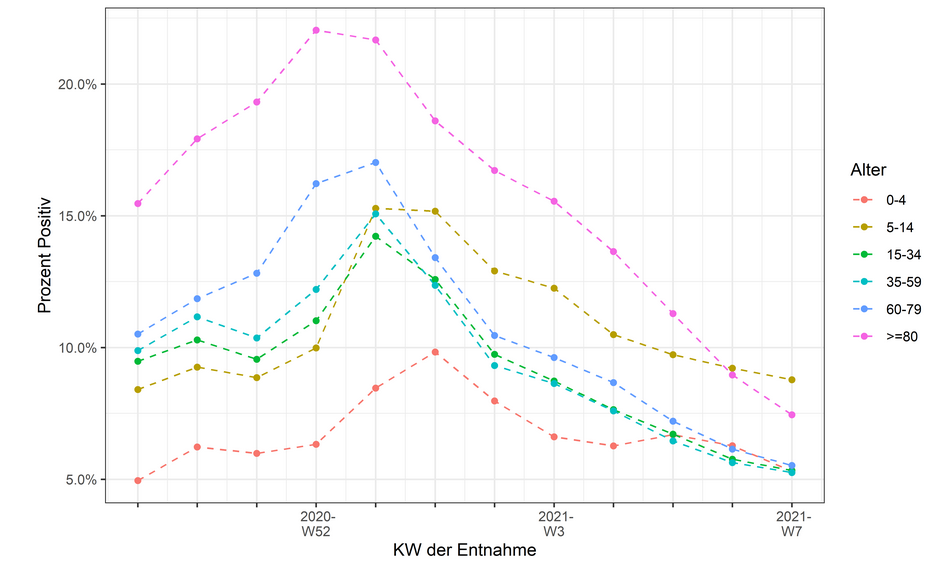 Prozent Positiv
20.0%
15.0%
10.0%
5.0%
2020-
W52
2021-
W3
2021-
W7
KW der Entnahme
Alter
0-4
5-14
15-34
35-59
60-79
>=80